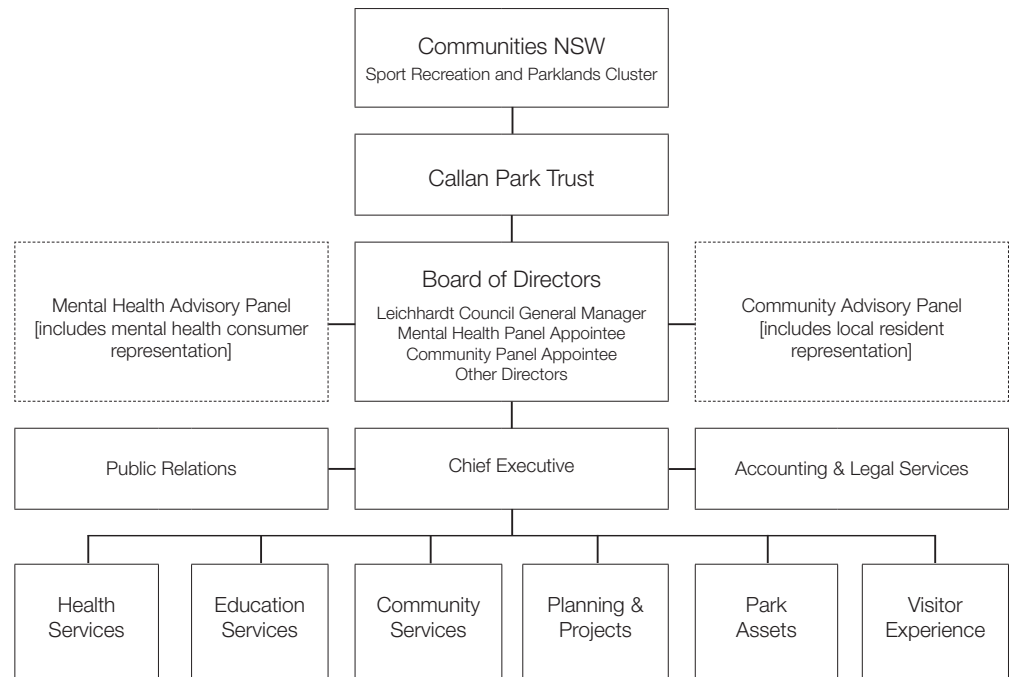 Communities NSW
Sport Recreation and Parklands Cluster
Callan Park Trust
Mental Health Advisory Panel
[includes mental health consumer
representation]
Board of Directors
Leichhardt Council General Manager
Mental Health Panel Appointee
Community Panel Appointee
Other Directors
Community Advisory Panel
[includes local resident
representation]
Public Relations
Chief Executive
Accounting & Legal Services
Health
Services
Education
Services
Community
Services
Planning &
Projects
Park
Assets
Visitor
Experience